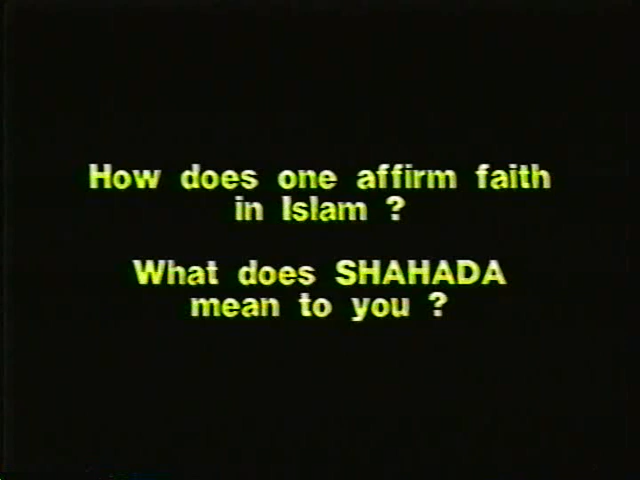 How does one affirm faith
in Islam ?
What does SHAHADA
mean to you ?